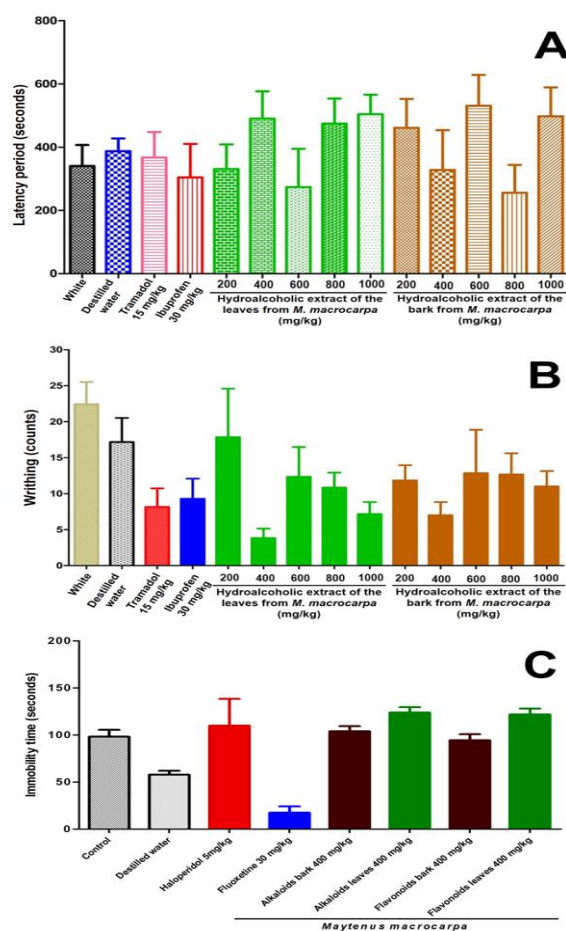 A
Latency period (seconds)
800
600
400
200
0
White
Destilled
water
Tramadol
15 mg/kg
Ibuprofen
30 mg/kg
200 400 600 800 1000
Hydroalcoholic extract of the
leaves from M. macrocarpa
(mg/kg)
200 400 600 800 1000
Hydroalcoholic extract of the
bark from M. macrocarpa
(mg/kg)
B
Writhing (counts)
30
25
20
15
10
5
0
White
Destilled
water
Tramadol
15 mg/kg
Ibuprofen
30 mg/kg
200 400 600 800 1000
Hydroalcoholic extract of the
leaves from M. macrocarpa
(mg/kg)
200 400 600 800 1000
Hydroalcoholic extract of the
bark from M. macrocarpa
(mg/kg)
C
Immobility time (seconds)
200
150
100
50
0
Control
Destilled water
Haloperidol 5mg/kg
Fluoxetine 30 mg/kg
Alkaloids bark 400 mg/kg
Alkaloids leaves 400 mg/kg
Flavonoids bark 400 mg/kg
Flavonoids leaves 400 mg/kg
Maytenus macrocarpa